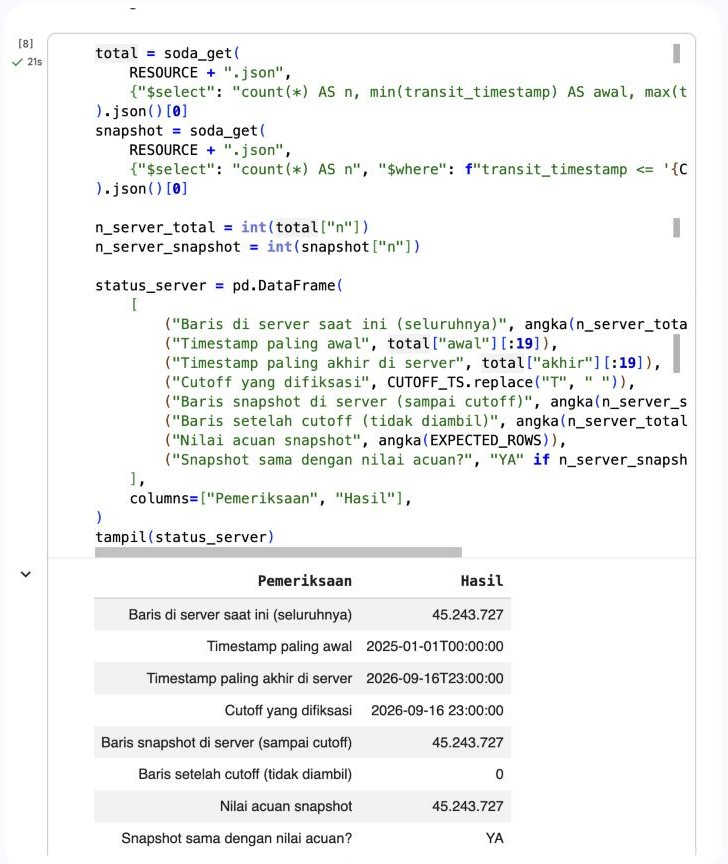 [8]
✓ 21s
total = soda_get(
    RESOURCE + ".json",
    {"$select": "count(*) AS n, min(transit_timestamp) AS awal, max(t
).json()[0]
snapshot = soda_get(
    RESOURCE + ".json",
    {"$select": "count(*) AS n", "$where": f"transit_timestamp <= '{C
).json()[0]
n_server_total = int(total["n"])
n_server_snapshot = int(snapshot["n"])
status_server = pd.DataFrame(
    [
        ("Baris di server saat ini (seluruhnya)", angka(n_server_tota
        ("Timestamp paling awal", total["awal"][:19]),
        ("Timestamp paling akhir di server", total["akhir"][:19]),
        ("Cutoff yang difiksasi", CUTOFF_TS.replace("T", " ")),
        ("Baris snapshot di server (sampai cutoff)", angka(n_server_s
        ("Baris setelah cutoff (tidak diambil)", angka(n_server_total
        ("Nilai acuan snapshot", angka(EXPECTED_ROWS)),
        ("Snapshot sama dengan nilai acuan?", "YA" if n_server_snapsh
    ],
    columns=["Pemeriksaan", "Hasil"],
)
tampil(status_server)
Pemeriksaan Hasil
Baris di server saat ini (seluruhnya) 45.243.727
Timestamp paling awal 2025-01-01T00:00:00
Timestamp paling akhir di server 2026-09-16T23:00:00
Cutoff yang difiksasi 2026-09-16 23:00:00
Baris snapshot di server (sampai cutoff) 45.243.727
Baris setelah cutoff (tidak diambil) 0
Nilai acuan snapshot 45.243.727
Snapshot sama dengan nilai acuan? YA